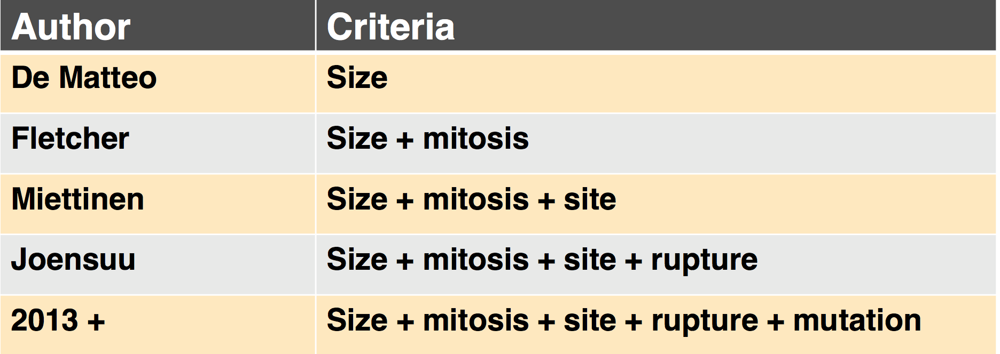 Author Criteria
De Matteo Size
Fletcher Size + mitosis
Miettinen Size + mitosis + site
Joensuu Size + mitosis + site + rupture
2013 + Size + mitosis + site + rupture + mutation